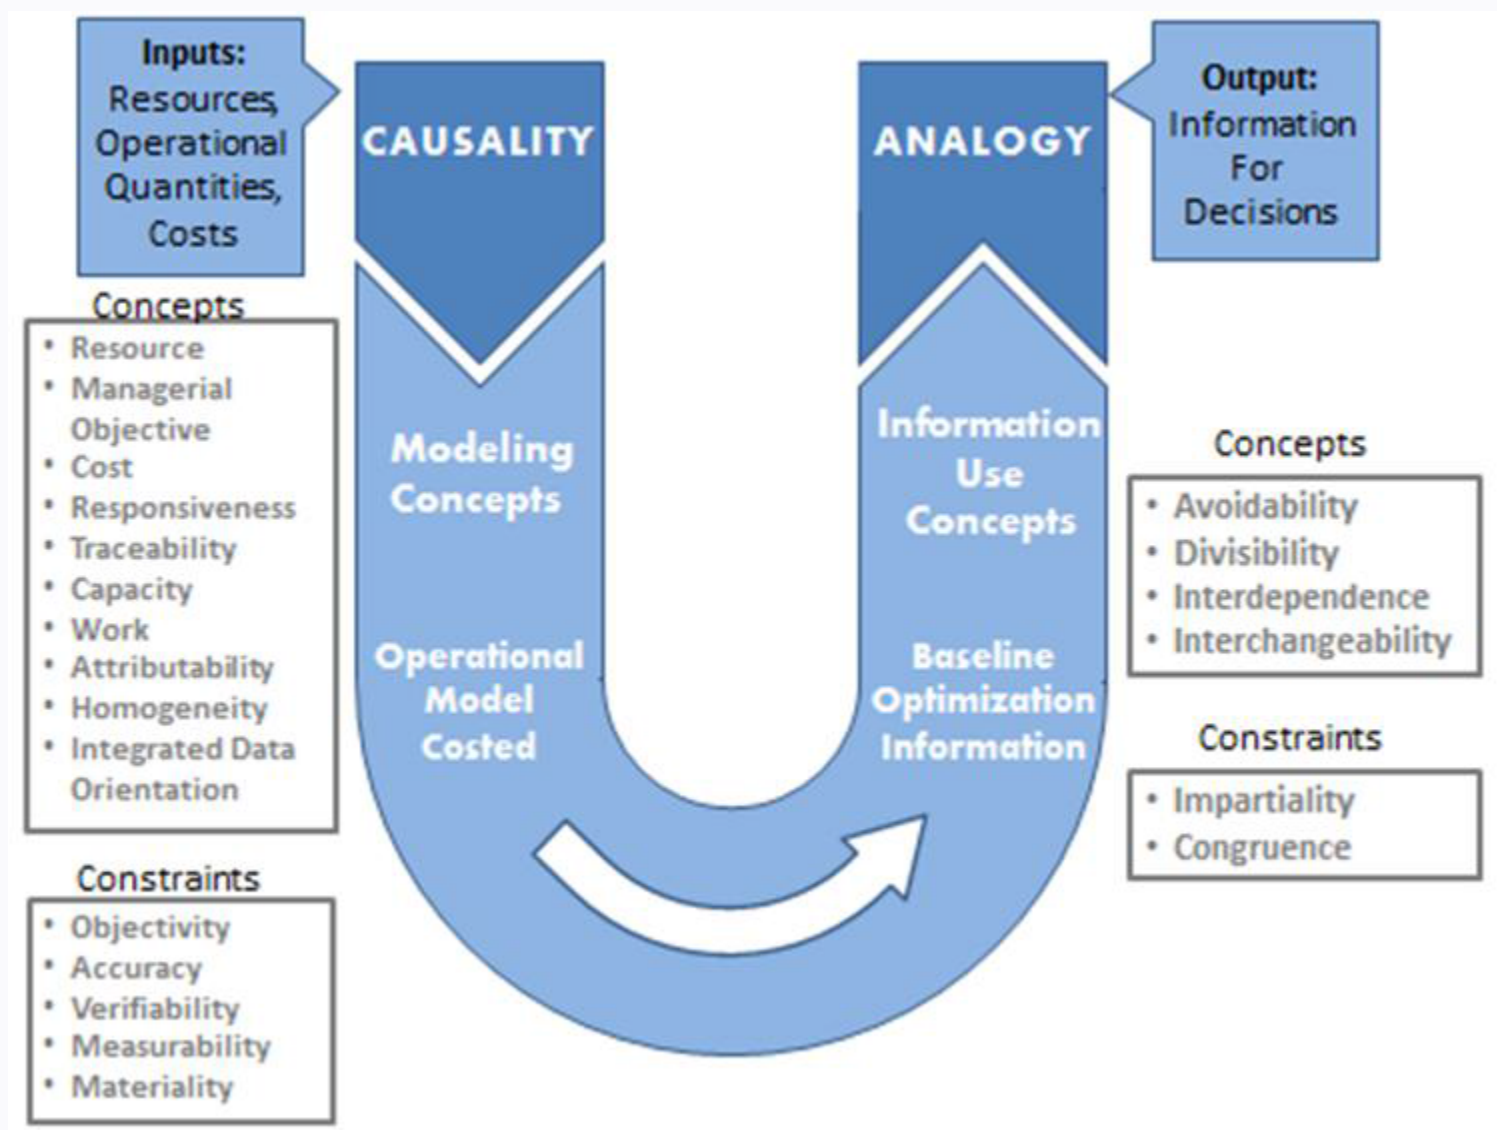 Inputs:
Resources,
Operational
Quantities,
Costs
Concepts
• Resource
• Managerial
Objective
• Cost
• Responsiveness
• Traceability
• Capacity
• Work
• Attributability
• Homogeneity
• Integrated Data
Orientation
Constraints
• Objectivity
• Accuracy
• Verifiability
• Measurability
• Materiality
CAUSALITY
Modeling
Concepts
Operational
Model
Costed
ANALOGY
Information
Use
Concepts
Baseline
Optimization
Information
Output:
Information
For
Decisions
Concepts
• Avoidability
• Divisibility
• Interdependence
• Interchangeability
Constraints
• Impartiality
• Congruence